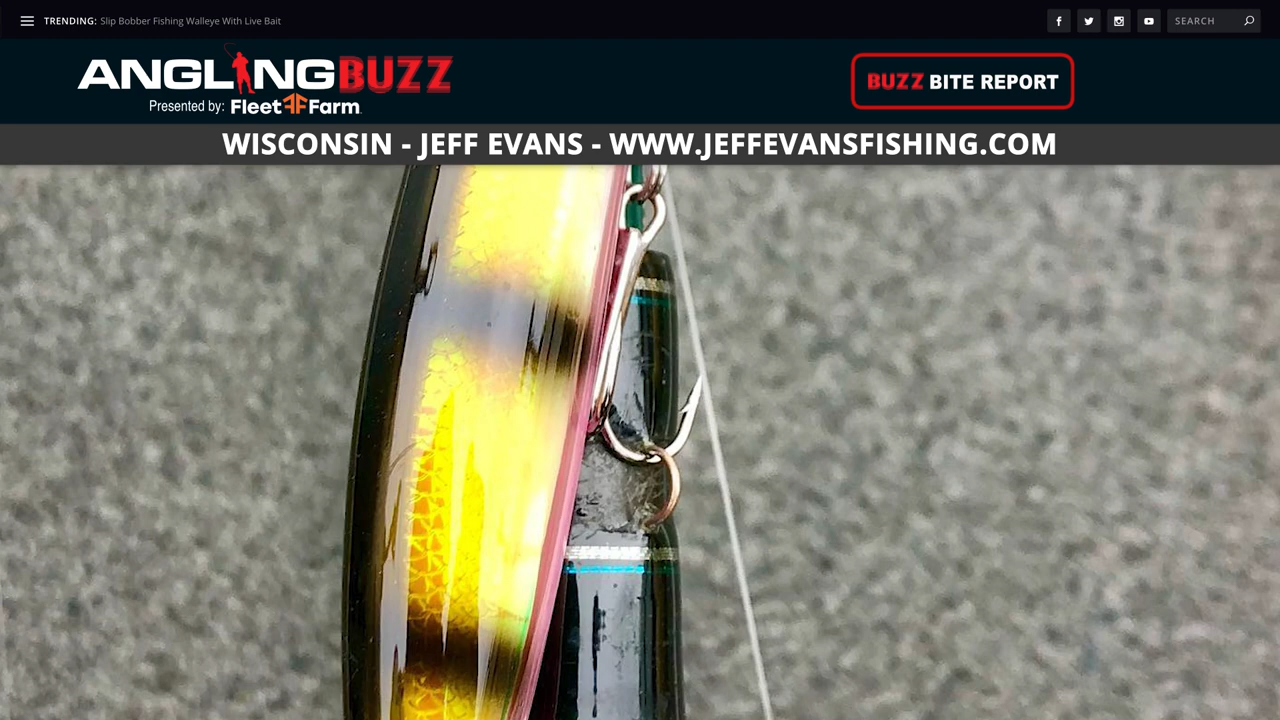 TRENDING: Slip Bobber Fishing Walleye With Live Bait
SEARCH
ANGLINGBUZZ
Presented by: Fleet Farm
BUZZ BITE REPORT
WISCONSIN - JEFF EVANS - WWW.JEFFEVANSFISHING.COM